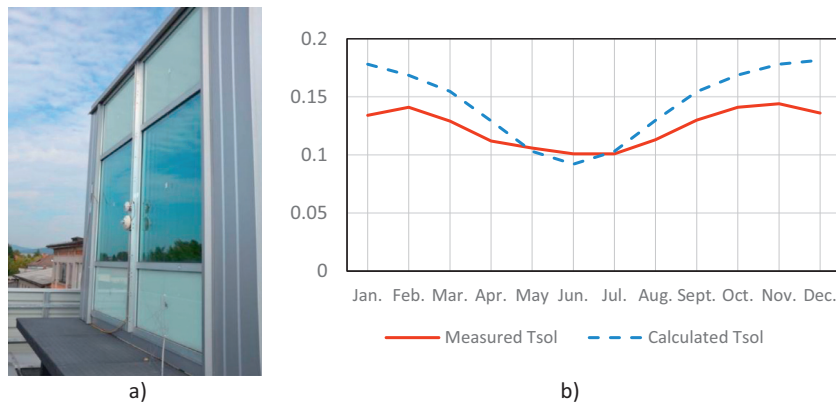 0.2
0.15
0.1
0.05
0
Jan. Feb. Mar. Apr. May Jun. Jul. Aug. Sept. Oct. Nov. Dec.
Measured Tsol Calculated Tsol
a) b)